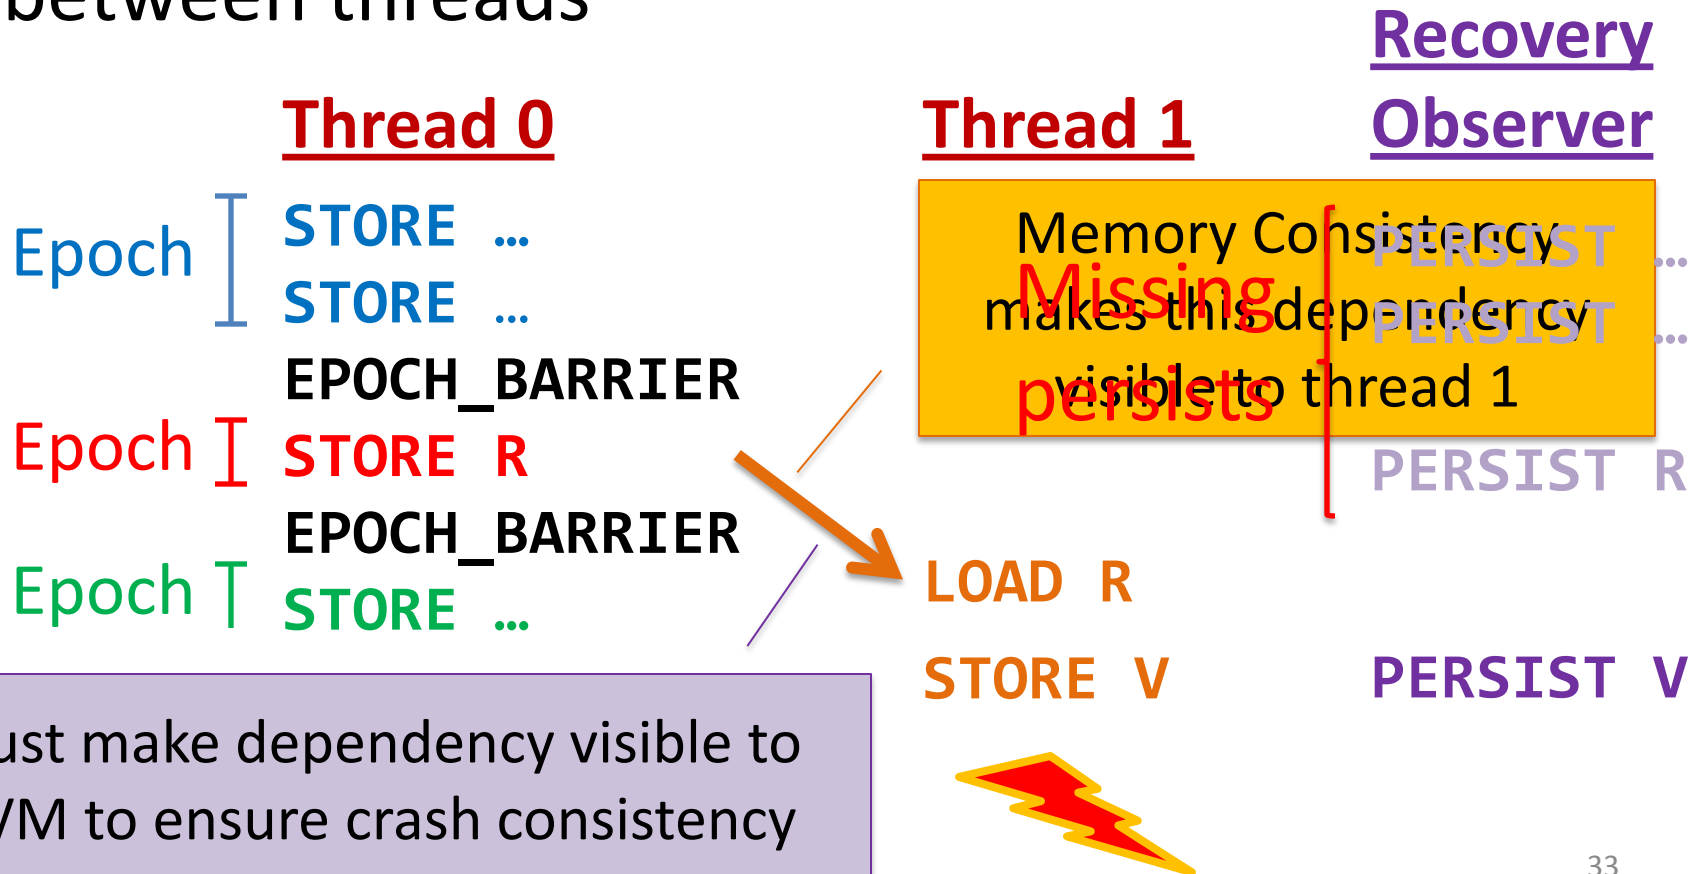 between threads
Recovery
Observer
Thread 0
Thread 1
Epoch
STORE …
STORE …
EPOCH_BARRIER
Epoch
STORE R
EPOCH_BARRIER
Epoch
STORE …
Memory Consistency
makes this dependency
visible to thread 1
Missing
persists
PERSIST …
PERSIST …
PERSIST R
LOAD R
STORE V
PERSIST V
ust make dependency visible to
VM to ensure crash consistency
33